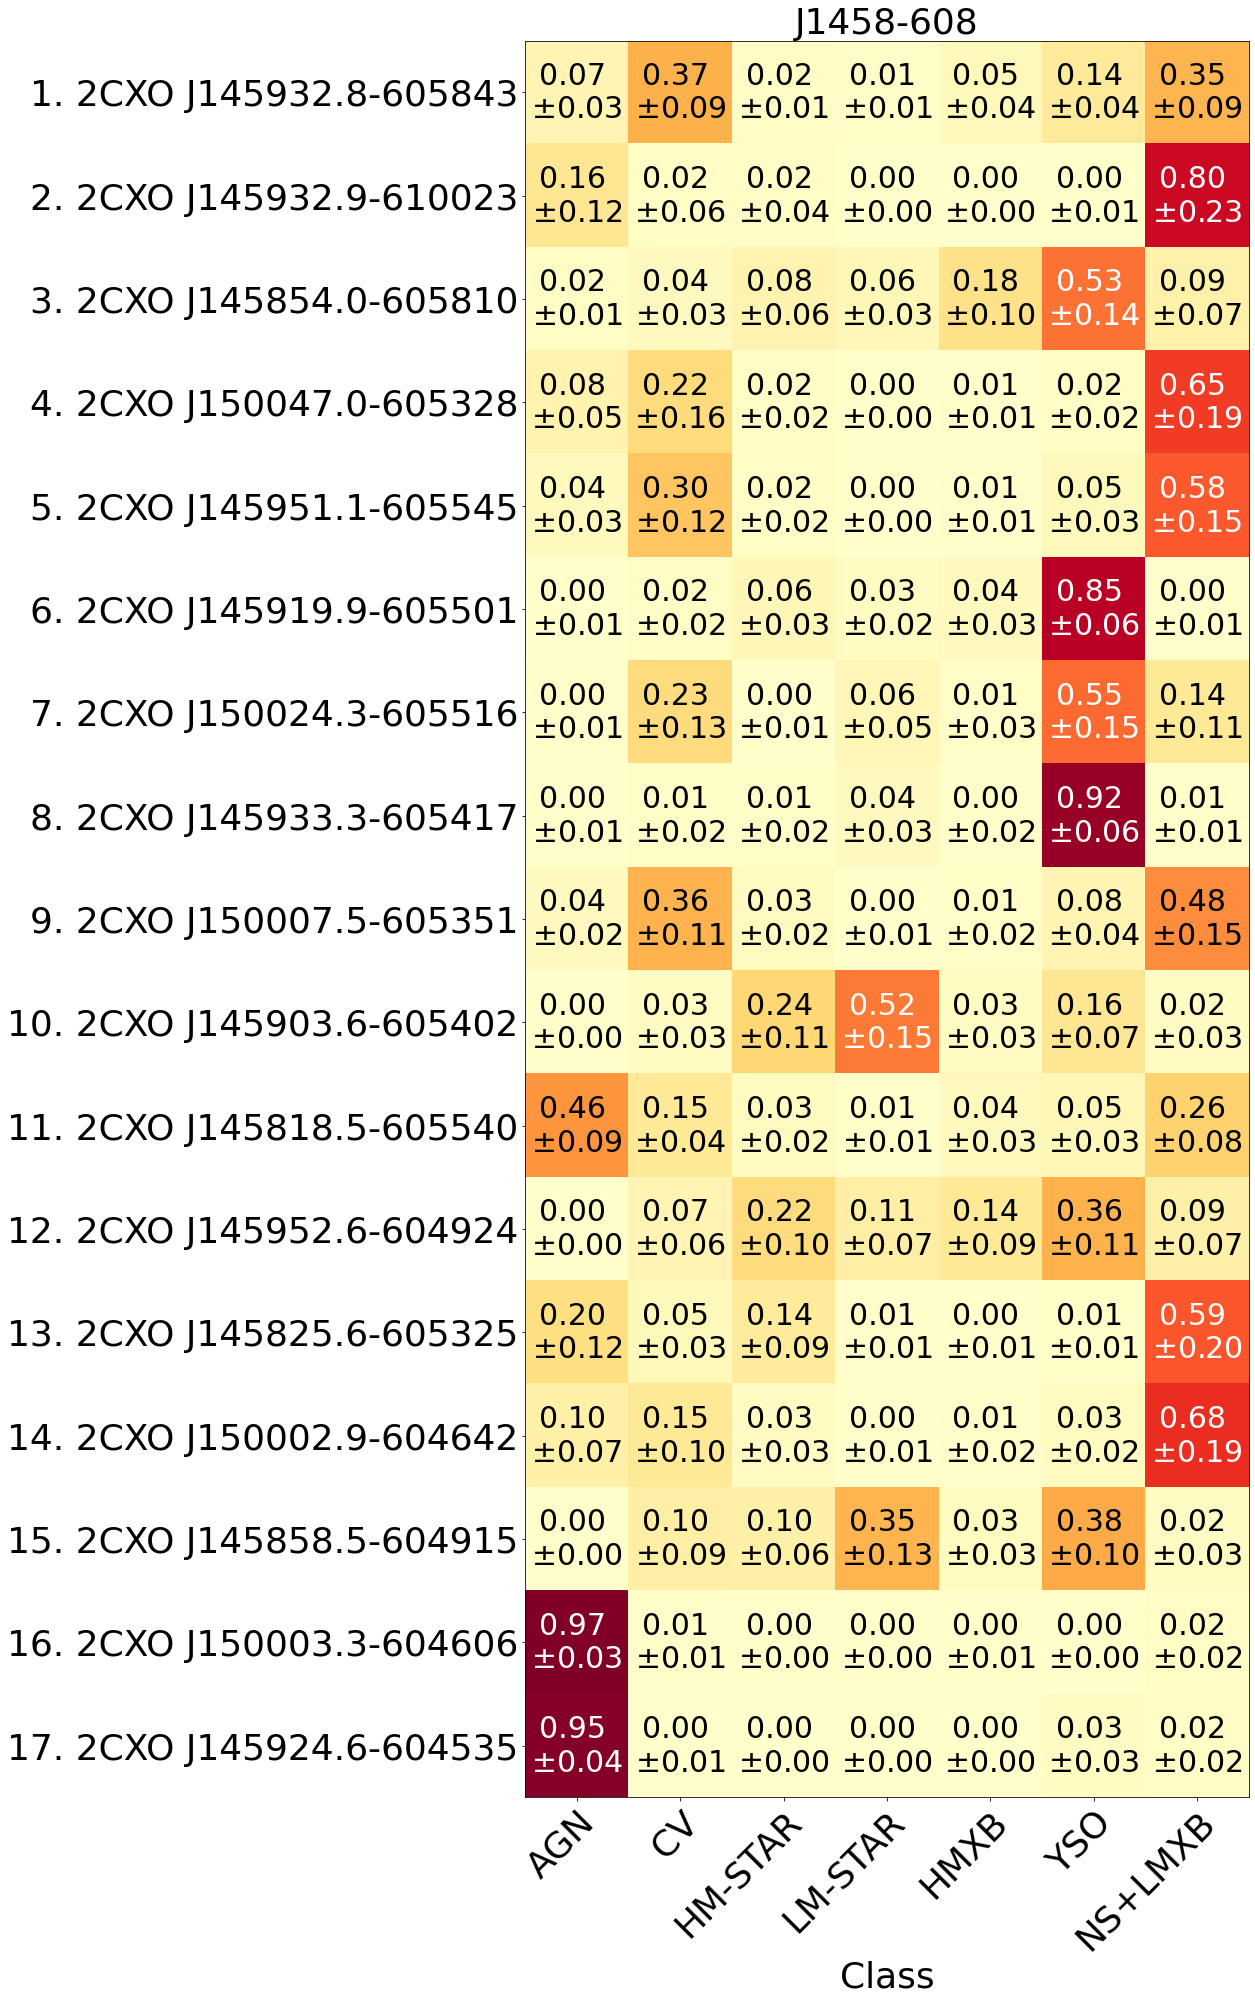 J1458-608
1. 2CXO J145932.8-605843 0.07 0.37 0.02 0.01 0.05 0.14 0.35
±0.03 ±0.09 ±0.01 ±0.01 ±0.04 ±0.04 ±0.09
2. 2CXO J145932.9-610023 0.16 0.02 0.02 0.00 0.00 0.00 0.80
±0.12 ±0.06 ±0.04 ±0.00 ±0.00 ±0.01 ±0.23
3. 2CXO J145854.0-605810 0.02 0.04 0.08 0.06 0.18 0.53 0.09
±0.01 ±0.03 ±0.06 ±0.03 ±0.10 ±0.14 ±0.07
4. 2CXO J150047.0-605328 0.08 0.22 0.02 0.00 0.01 0.02 0.65
±0.05 ±0.16 ±0.02 ±0.00 ±0.01 ±0.02 ±0.19
5. 2CXO J145951.1-605545 0.04 0.30 0.02 0.00 0.01 0.05 0.58
±0.03 ±0.12 ±0.02 ±0.00 ±0.01 ±0.03 ±0.15
6. 2CXO J145919.9-605501 0.00 0.02 0.06 0.03 0.04 0.85 0.00
±0.01 ±0.02 ±0.03 ±0.02 ±0.03 ±0.06 ±0.01
7. 2CXO J150024.3-605516 0.00 0.23 0.00 0.06 0.01 0.55 0.14
±0.01 ±0.13 ±0.01 ±0.05 ±0.03 ±0.15 ±0.11
8. 2CXO J145933.3-605417 0.00 0.01 0.01 0.04 0.00 0.92 0.01
±0.01 ±0.02 ±0.02 ±0.03 ±0.02 ±0.06 ±0.01
9. 2CXO J150007.5-605351 0.04 0.36 0.03 0.00 0.01 0.08 0.48
±0.02 ±0.11 ±0.02 ±0.01 ±0.02 ±0.04 ±0.15
10. 2CXO J145903.6-605402 0.00 0.03 0.24 0.52 0.03 0.16 0.02
±0.00 ±0.03 ±0.11 ±0.15 ±0.03 ±0.07 ±0.03
11. 2CXO J145818.5-605540 0.46 0.15 0.03 0.01 0.04 0.05 0.26
±0.09 ±0.04 ±0.02 ±0.01 ±0.03 ±0.03 ±0.08
12. 2CXO J145952.6-604924 0.00 0.07 0.22 0.11 0.14 0.36 0.09
±0.00 ±0.06 ±0.10 ±0.07 ±0.09 ±0.11 ±0.07
13. 2CXO J145825.6-605325 0.20 0.05 0.14 0.01 0.00 0.01 0.59
±0.12 ±0.03 ±0.09 ±0.01 ±0.01 ±0.01 ±0.20
14. 2CXO J150002.9-604642 0.10 0.15 0.03 0.00 0.01 0.03 0.68
±0.07 ±0.10 ±0.03 ±0.01 ±0.02 ±0.02 ±0.19
15. 2CXO J145858.5-604915 0.00 0.10 0.10 0.35 0.03 0.38 0.02
±0.00 ±0.09 ±0.06 ±0.13 ±0.03 ±0.10 ±0.03
16. 2CXO J150003.3-604606 0.97 0.01 0.00 0.00 0.00 0.00 0.02
±0.03 ±0.01 ±0.00 ±0.00 ±0.01 ±0.00 ±0.02
17. 2CXO J145924.6-604535 0.95 0.00 0.00 0.00 0.00 0.03 0.02
±0.04 ±0.01 ±0.00 ±0.00 ±0.00 ±0.03 ±0.02
AGN CV HM-STAR LM-STAR HMXB YSO NS+LMXB
Class